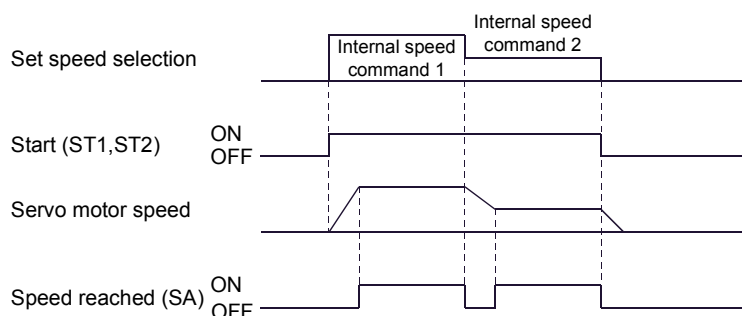 Set speed selection
Internal speed
command 1
Internal speed
command 2
Start (ST1,ST2)
ON
OFF
Servo motor speed
Speed reached (SA)
ON
OFF